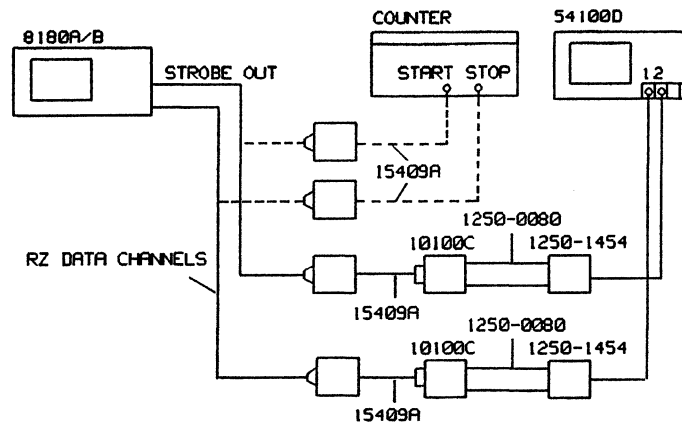 COUNTER
54100D
8180A/B
STROBE OUT
START STOP
1 2
15409A
1250-0080
10100C
1250-1454
RZ DATA CHANNELS
15409A
1250-0080
10100C
1250-1454
15409A